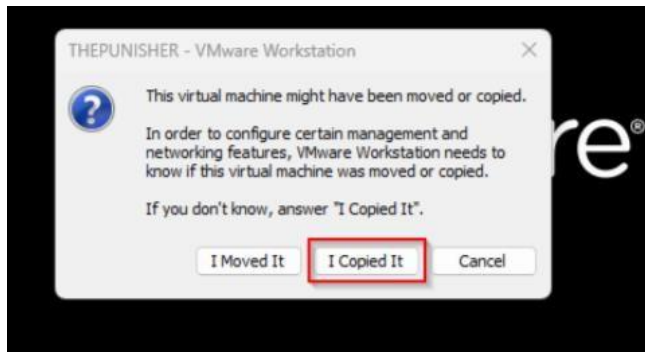 THEPUNISHER - VMware Workstation
This virtual machine might have been moved or copied.
In order to configure certain management and
networking features, VMware Workstation needs to
know if this virtual machine was moved or copied.
If you don't know, answer "I Copied It".
I Moved It
I Copied It
Cancel
re®